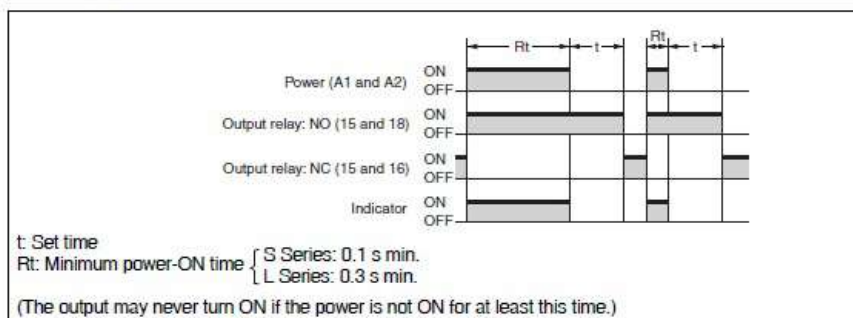 Rt t Rt t
Power (A1 and A2) ON
OFF
Output relay: NO (15 and 18) ON
OFF
Output relay: NC (15 and 16) ON
OFF
Indicator ON
OFF
t: Set time
Rt: Minimum power-ON time { S Series: 0.1 s min.
L Series: 0.3 s min.
(The output may never turn ON if the power is not ON for at least this time.)